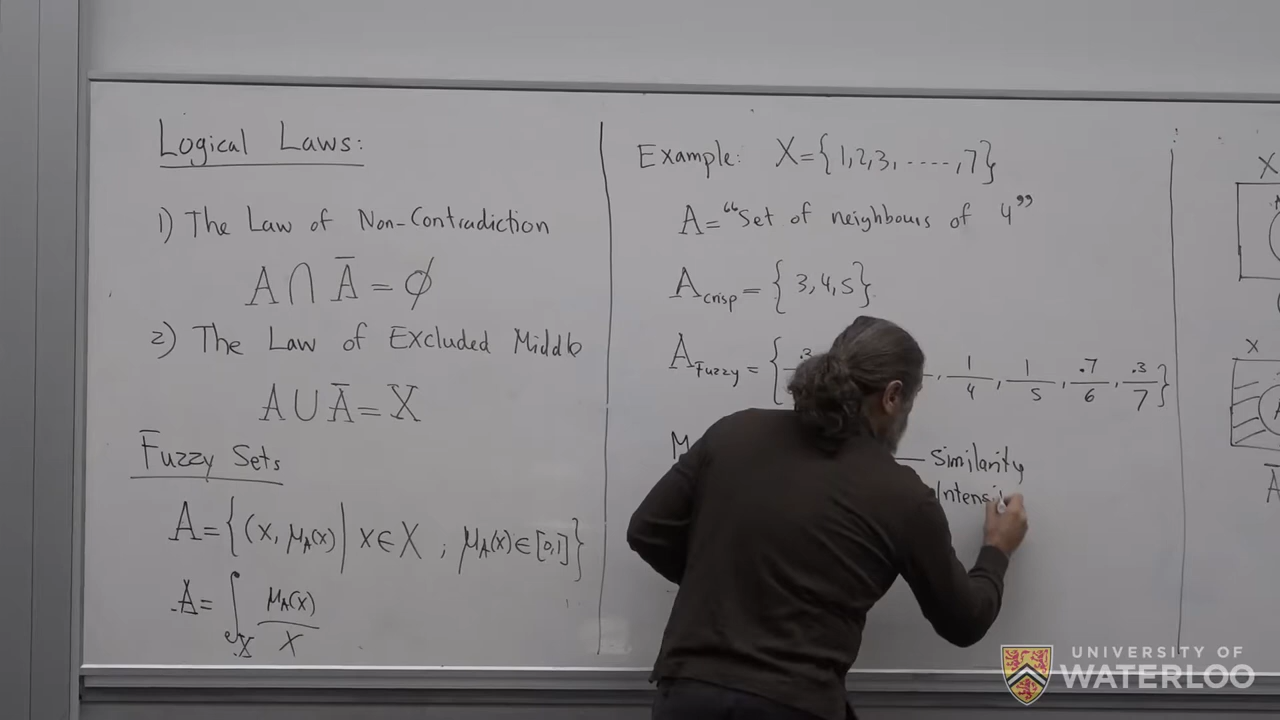 Logical Laws:
1) The Law of Non-Contradiction
A ∩ Ā = ϕ
2) The Law of Excluded Middle
A ∪ Ā = X
Fuzzy Sets
A = {(x, μA(x) | x ∈ X ; μA(x) ∈ [0,1]}
A = ∫X μA(x)/x
Example: X = {1,2,3, ....., 7}
A = “Set of neighbours of 4”
Acrisp = {3,4,5}.
AFuzzy = { .3 , 1/4 , 1/5 , .7/6 , .3/7 }
M
Similarity
Intensi
X
X
Ā
UNIVERSITY OF
WATERLOO